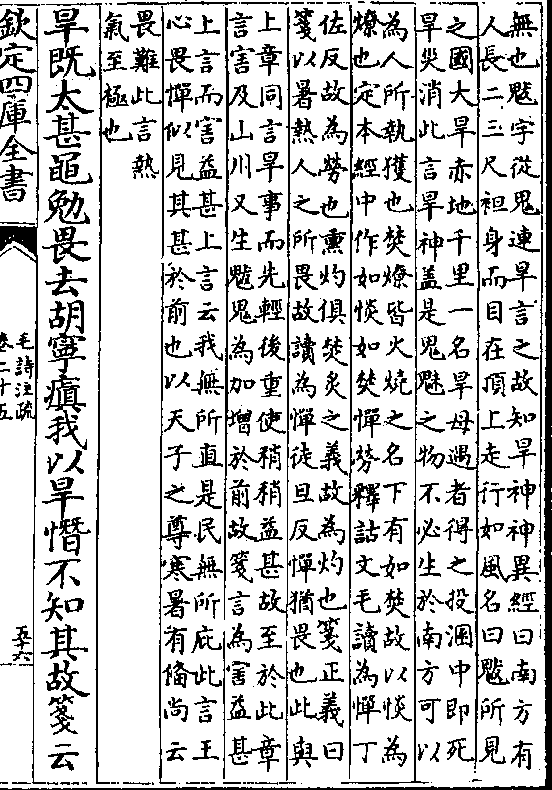 無也魃字從鬼連旱言之故知旱神神異經曰南方有
人長二三尺袒身而目在頂上走行如風名曰魃所見
之國大旱赤地千里一名旱母遇者得之投溷中即死
旱災消此言旱神蓋是鬼魅之物不必生於南方可以
為人所執獲也焚燎皆火燒之名下有如焚故以惔為
燎也定本經中作如惔如焚憚勞釋詁文毛讀為憚丁
佐反故為勞也熏灼俱焚炙之義故為灼也箋正義曰
箋以暑熱人之所畏故讀為憚徒旦反憚猶畏也此與
上章同言旱事而先輕後重使稍稍益甚故至於此章
言害及山川又生魃鬼為加增於前故箋言為害益甚
上言而害益甚上言云我無所直是民無所庇此言王
心畏憚似見其甚於前也以天子之尊寒暑有偹尚云
畏難此言熱
氣至極也
旱既太甚黽勉畏去胡寧瘨我以旱憯不知其故箋云
欽定四庫全書
毛詩注疏
卷二十五
五十六